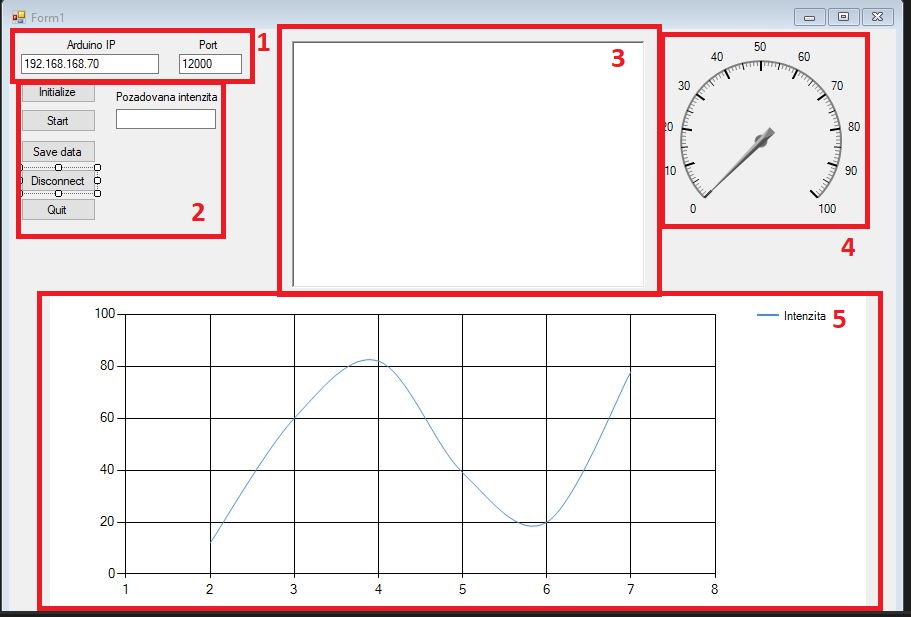 Form1
Arduino IP Port 1
192.168.168.70 12000
Initialize
Pozadovana intenzita
Start
Save data
Disconnect
Quit
2
3
0 10 20 30 40 50 60 70 80 90 100
4
Intenzita 5
100
80
60
40
20
0
1 2 3 4 5 6 7 8